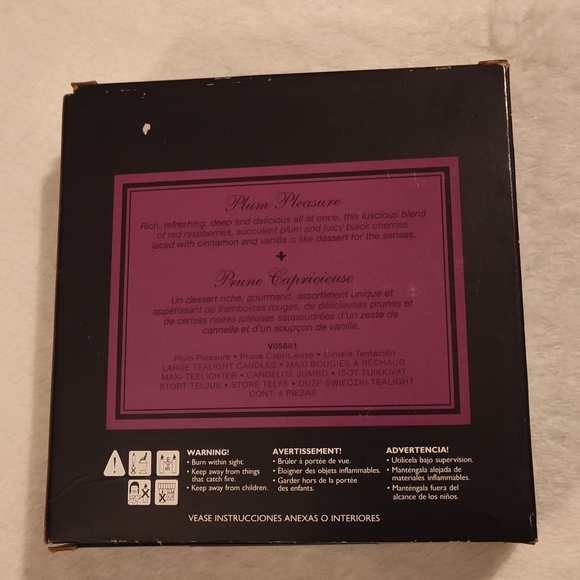 Plum Pleasure
Rich, refreshing, deep and delicious all at once, this luscious blend
of red raspberries, succulent plum and juicy black cherries
laced with cinnamon and vanilla is like dessert for the senses.
Prune Capricieuse
Un dessert riche, gourmand, assortiment unique et
appétissant de framboises rouges, de délicieuses prunes et
de cerises noires juteuses saupoudrées d'un zeste de
cannelle et d'un soupçon de vanille.
V05681
Plum Pleasure • Prune Capricieuse • Ciruela Tentación
LARGE TEALIGHT CANDLES • MAXI BOUGIES À RÉCHAUD
MAXI-TEELICHTER • CANDELITA JUMBO • ISOT TUIKKIVAT
STORT TELJUS • STORE TELYS • DUŻE ŚWIECZKI TEALIGHT
CONT: 4 PIEZAS
WARNING!
• Burn within sight.
• Keep away from things
that catch fire.
• Keep away from children.
AVERTISSEMENT!
• Brûler à portée de vue.
• Éloigner des objets inflammables.
• Garder hors de la portée
des enfants.
ADVERTENCIA!
• Utilícela bajo supervision.
• Manténgala alejada de
materiales inflammables.
• Manténgala fuera del
alcance de los niños.
VEASE INSTRUCCIONES ANEXAS O INTERIORES